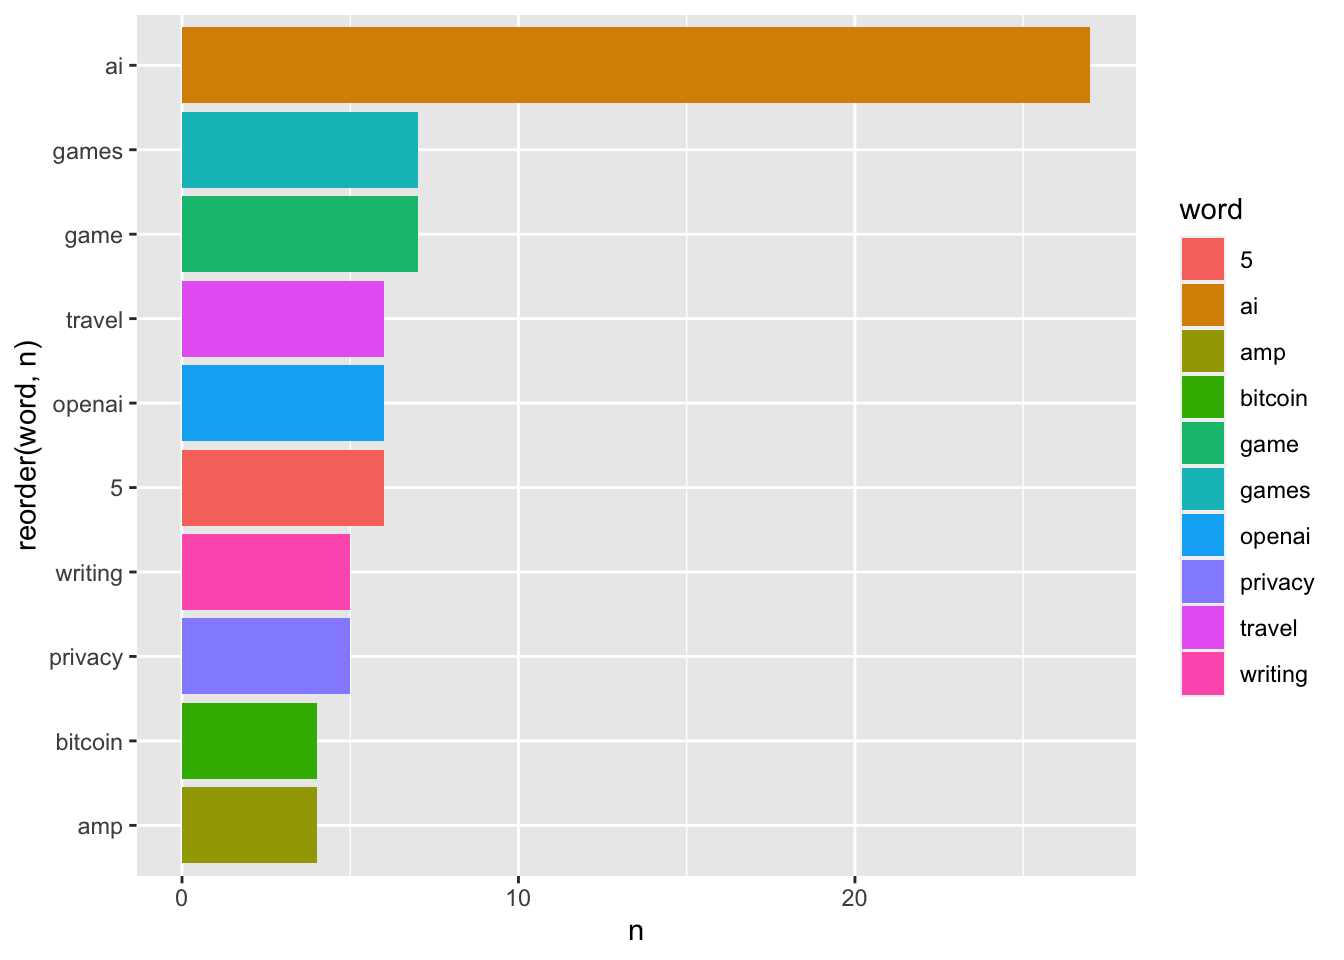 reorder(word, n)
ai
games
game
travel
openai
5
writing
privacy
bitcoin
amp
0
10
20
n
word
5
ai
amp
bitcoin
game
games
openai
privacy
travel
writing